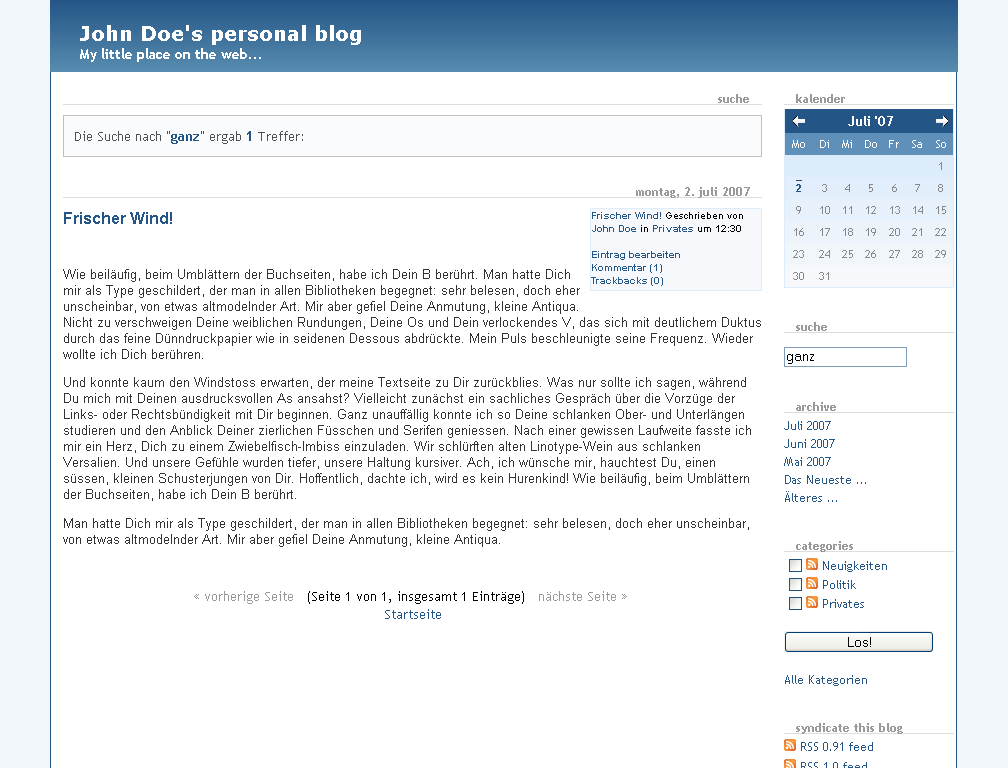 John Doe's personal blog
My little place on the web...
suche
Die Suche nach "ganz" ergab 1 Treffer:
montag, 2. juli 2007
Frischer Wind!
Frischer Wind! Geschrieben von
John Doe in Privates um 12:30
Eintrag bearbeiten
Kommentar (1)
Trackbacks (0)
Wie beiläufig, beim Umblättern der Buchseiten, habe ich Dein B berührt. Man hatte Dich
mir als Type geschildert, der man in allen Bibliotheken begegnet: sehr belesen, doch eher
unscheinbar, von etwas altmodelnder Art. Mir aber gefiel Deine Anmutung, kleine Antiqua.
Nicht zu verschweigen Deine weiblichen Rundungen, Deine Os und Dein verlockendes V, das sich mit deutlichem Duktus
durch das feine Dünndruckpapier wie in seidenen Dessous abdrückte. Mein Puls beschleunigte seine Frequenz. Wieder
wollte ich Dich berühren.
Und konnte kaum den Windstoss erwarten, der meine Textseite zu Dir zurückblies. Was nur sollte ich sagen, während
Du mich mit Deinen ausdrucksvollen As ansahst? Vielleicht zunächst ein sachliches Gespräch über die Vorzüge der
Links- oder Rechtsbündigkeit mit Dir beginnen. Ganz unauffällig konnte ich so Deine schlanken Ober- und Unterlängen
studieren und den Anblick Deiner zierlichen Füsschen und Serifen geniessen. Nach einer gewissen Laufweite fasste ich
mir ein Herz, Dich zu einem Zwiebelfisch-Imbiss einzuladen. Wir schlürften alten Linotype-Wein aus schlanken
Versalien. Und unsere Gefühle wurden tiefer, unsere Haltung kursiver. Ach, ich wünsche mir, hauchtest Du, einen
süssen, kleinen Schusterjungen von Dir. Hoffentlich, dachte ich, wird es kein Hurenkind! Wie beiläufig, beim Umblättern
der Buchseiten, habe ich Dein B berührt.
Man hatte Dich mir als Type geschildert, der man in allen Bibliotheken begegnet: sehr belesen, doch eher unscheinbar,
von etwas altmodelnder Art. Mir aber gefiel Deine Anmutung, kleine Antiqua.
« vorherige Seite (Seite 1 von 1, insgesamt 1 Einträge) nächste Seite »
Startseite
kalender
Juli '07
Mo Di Mi Do Fr Sa So
1
2 3 4 5 6 7 8
9 10 11 12 13 14 15
16 17 18 19 20 21 22
23 24 25 26 27 28 29
30 31
suche
ganz
archive
Juli 2007
Juni 2007
Mai 2007
Das Neueste ...
Älteres ...
categories
Neuigkeiten
Politik
Privates
Los!
Alle Kategorien
syndicate this blog
RSS 0.91 feed
RSS 1.0 feed